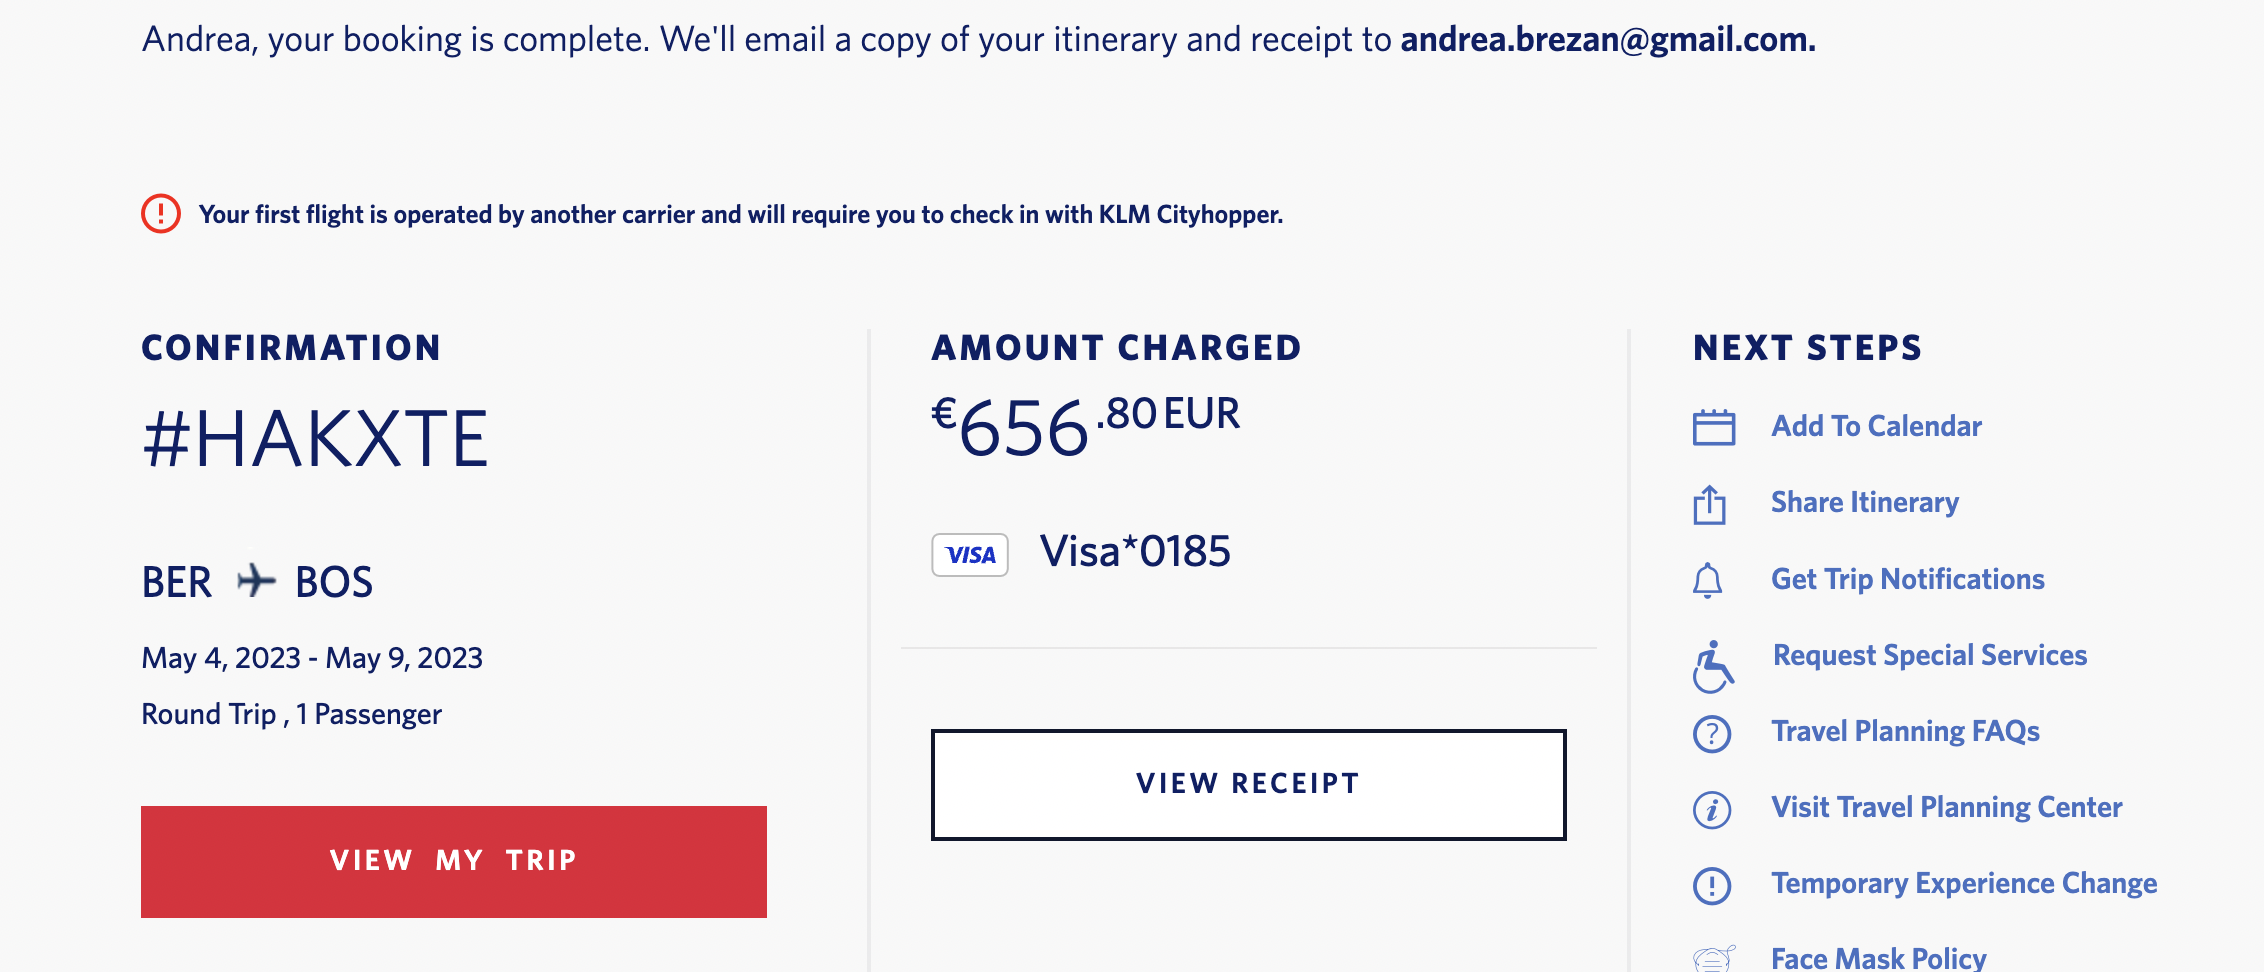 Andrea, your booking is complete. We'll email a copy of your itinerary and receipt to andrea.brezan@gmail.com.
Your first flight is operated by another carrier and will require you to check in with KLM Cityhopper.
CONFIRMATION
#HAKXTE
BER BOS
May 4, 2023 - May 9, 2023
Round Trip , 1 Passenger
VIEW MY TRIP
AMOUNT CHARGED
€656.80 EUR
VISA Visa*0185
VIEW RECEIPT
NEXT STEPS
Add To Calendar
Share Itinerary
Get Trip Notifications
Request Special Services
Travel Planning FAQs
Visit Travel Planning Center
Temporary Experience Change
Face Mask Policy